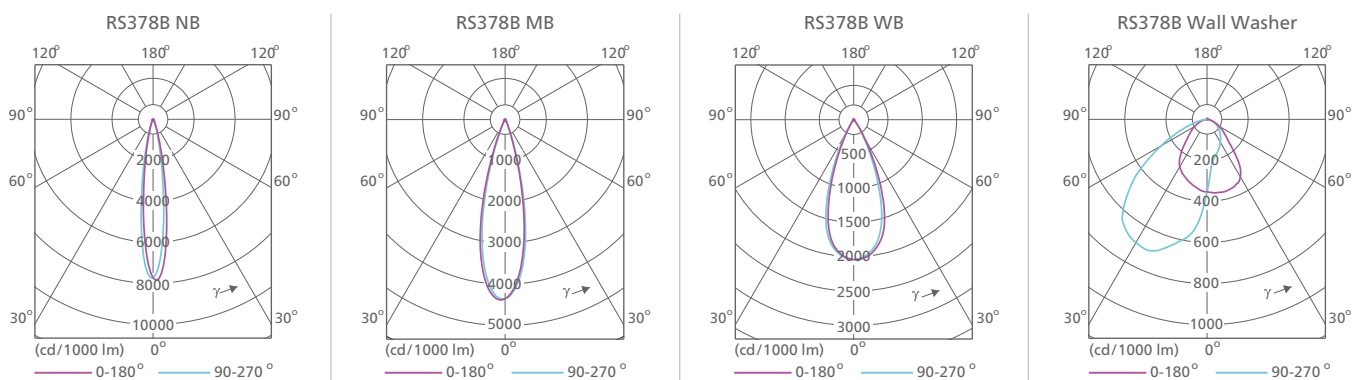 RS378B NB
120° 180° 120°
90° 90°
2000
60° 60°
4000
6000
8000
γ
30° 10000 30°
(cd/1000 lm) 0°
0-180° 90-270°
RS378B MB
120° 180° 120°
90° 90°
1000
60° 60°
2000
3000
4000
γ
30° 5000 30°
(cd/1000 lm) 0°
0-180° 90-270°
RS378B WB
120° 180° 120°
90° 90°
500
60° 1000 60°
1500
2000
2500
γ
30° 3000 30°
(cd/1000 lm) 0°
0-180° 90-270°
RS378B Wall Washer
120° 180° 120°
90° 90°
200
60° 60°
400
600
800
γ
30° 1000 30°
(cd/1000 lm) 0°
0-180° 90-270°